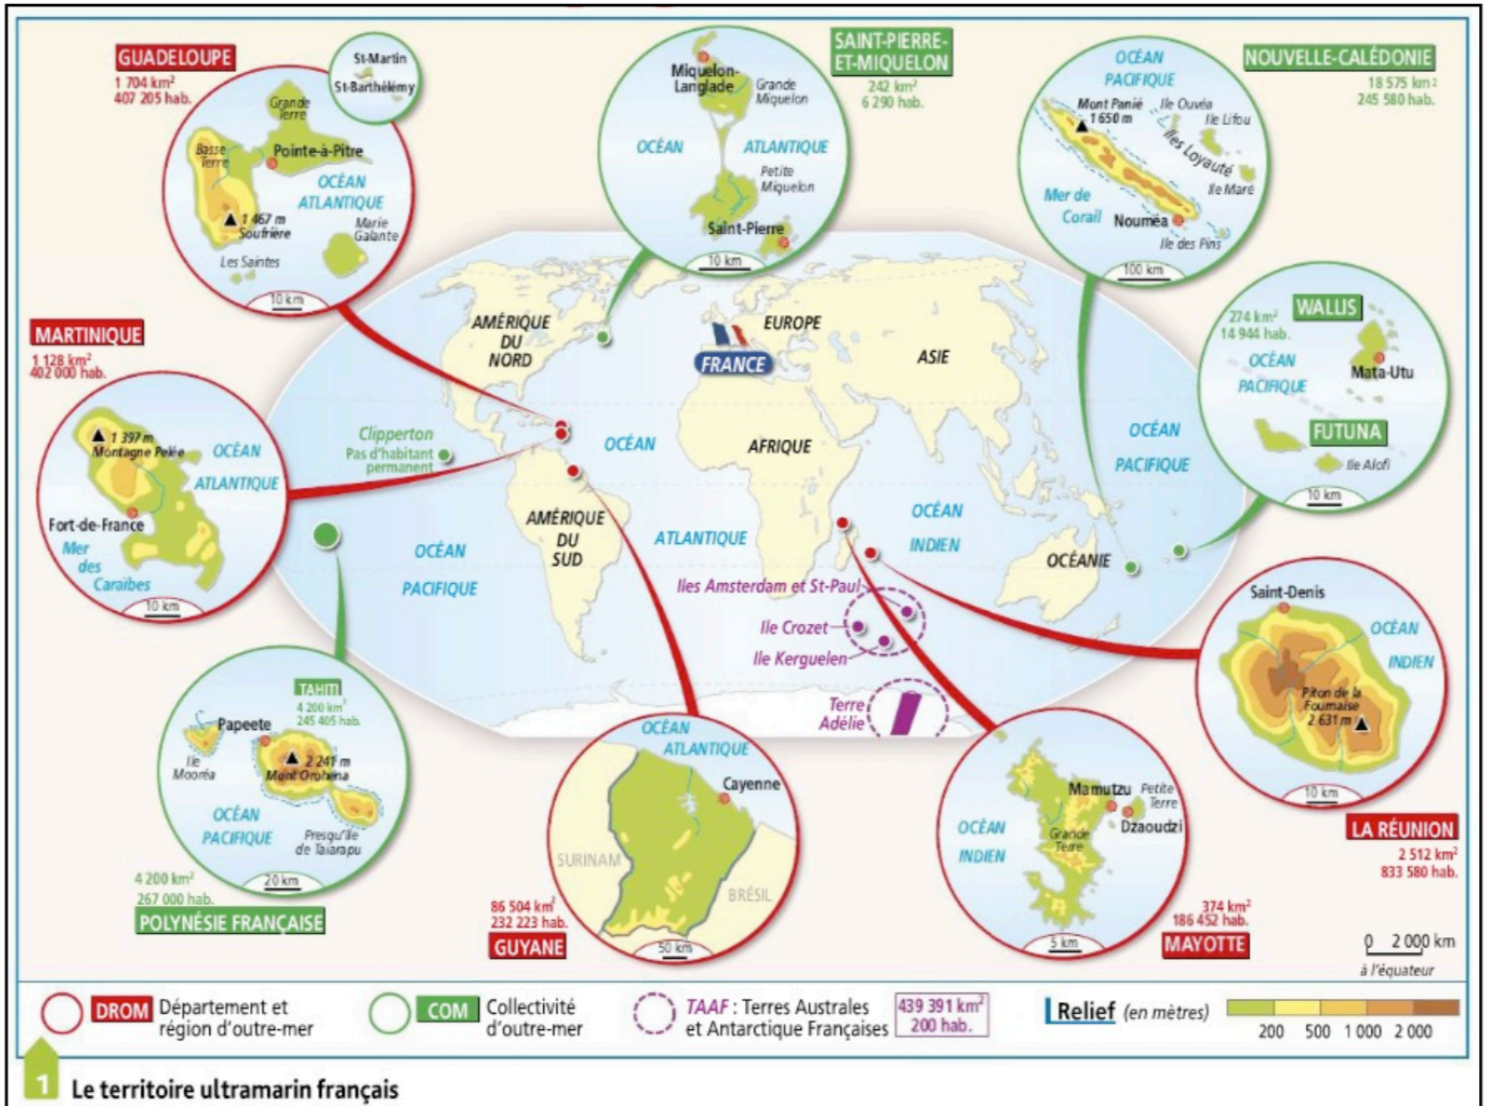 GUADELOUPE
1 704 km²
407 205 hab.
St-Martin
St-Barthélémy
Grande
Terre
Basse
Terre
Pointe-à-Pitre
OCÉAN
ATLANTIQUE
1 467 m
Soufrière
Marie
Galante
Les Saintes
10 km
SAINT-PIERRE-
ET-MIQUELON
242 km²
6 290 hab.
Miquelon-
Langlade
Grande
Miquelon
OCÉAN ATLANTIQUE
Petite
Miquelon
Saint-Pierre
10 km
NOUVELLE-CALÉDONIE
18 575 km²
245 580 hab.
OCÉAN
PACIFIQUE
Mont Panié
1 650 m
Ile Ouvéa
Ile Lifou
Iles Loyauté
Ile Maré
Mer de
Corail
Nouméa
Ile des Pins
100 km
MARTINIQUE
1 128 km²
402 000 hab.
1 397 m
Montagne Pelée
OCÉAN
ATLANTIQUE
Fort-de-France
Mer
des
Caraïbes
10 km
WALLIS
274 km²
14 944 hab.
OCÉAN
PACIFIQUE
Mata-Utu
FUTUNA
Ile Alofi
10 km
AMÉRIQUE
DU
NORD
EUROPE
FRANCE
ASIE
Clipperton
Pas d'habitant
permanent
OCÉAN
AFRIQUE
OCÉAN
PACIFIQUE
AMÉRIQUE
DU
SUD
ATLANTIQUE
OCÉAN
INDIEN
OCÉAN
PACIFIQUE
OCÉANIE
Iles Amsterdam et St-Paul
Ile Crozet
Ile Kerguelen
Terre
Adélie
TAHITI
4 200 km²
245 405 hab.
Papeete
Ile
Mooréa
2 241 m
Mont Orohena
OCÉAN
PACIFIQUE
Presqu'île
de Taiarapu
20 km
4 200 km²
267 000 hab.
POLYNÉSIE FRANÇAISE
OCÉAN
ATLANTIQUE
Cayenne
SURINAM
BRÉSIL
50 km
86 504 km²
232 223 hab.
GUYANE
Mamutzu
Petite
Terre
Dzaoudzi
Grande
Terre
OCÉAN
INDIEN
5 km
374 km²
186 452 hab.
MAYOTTE
Saint-Denis
OCÉAN
INDIEN
Piton de la
Fournaise
2 631 m
10 km
LA RÉUNION
2 512 km²
833 580 hab.
0 2 000 km
à l'équateur
DROM Département et
région d'outre-mer
COM Collectivité
d'outre-mer
TAAF : Terres Australes
et Antarctique Françaises
439 391 km²
200 hab.
Relief (en mètres)
200 500 1 000 2 000
1 Le territoire ultramarin français